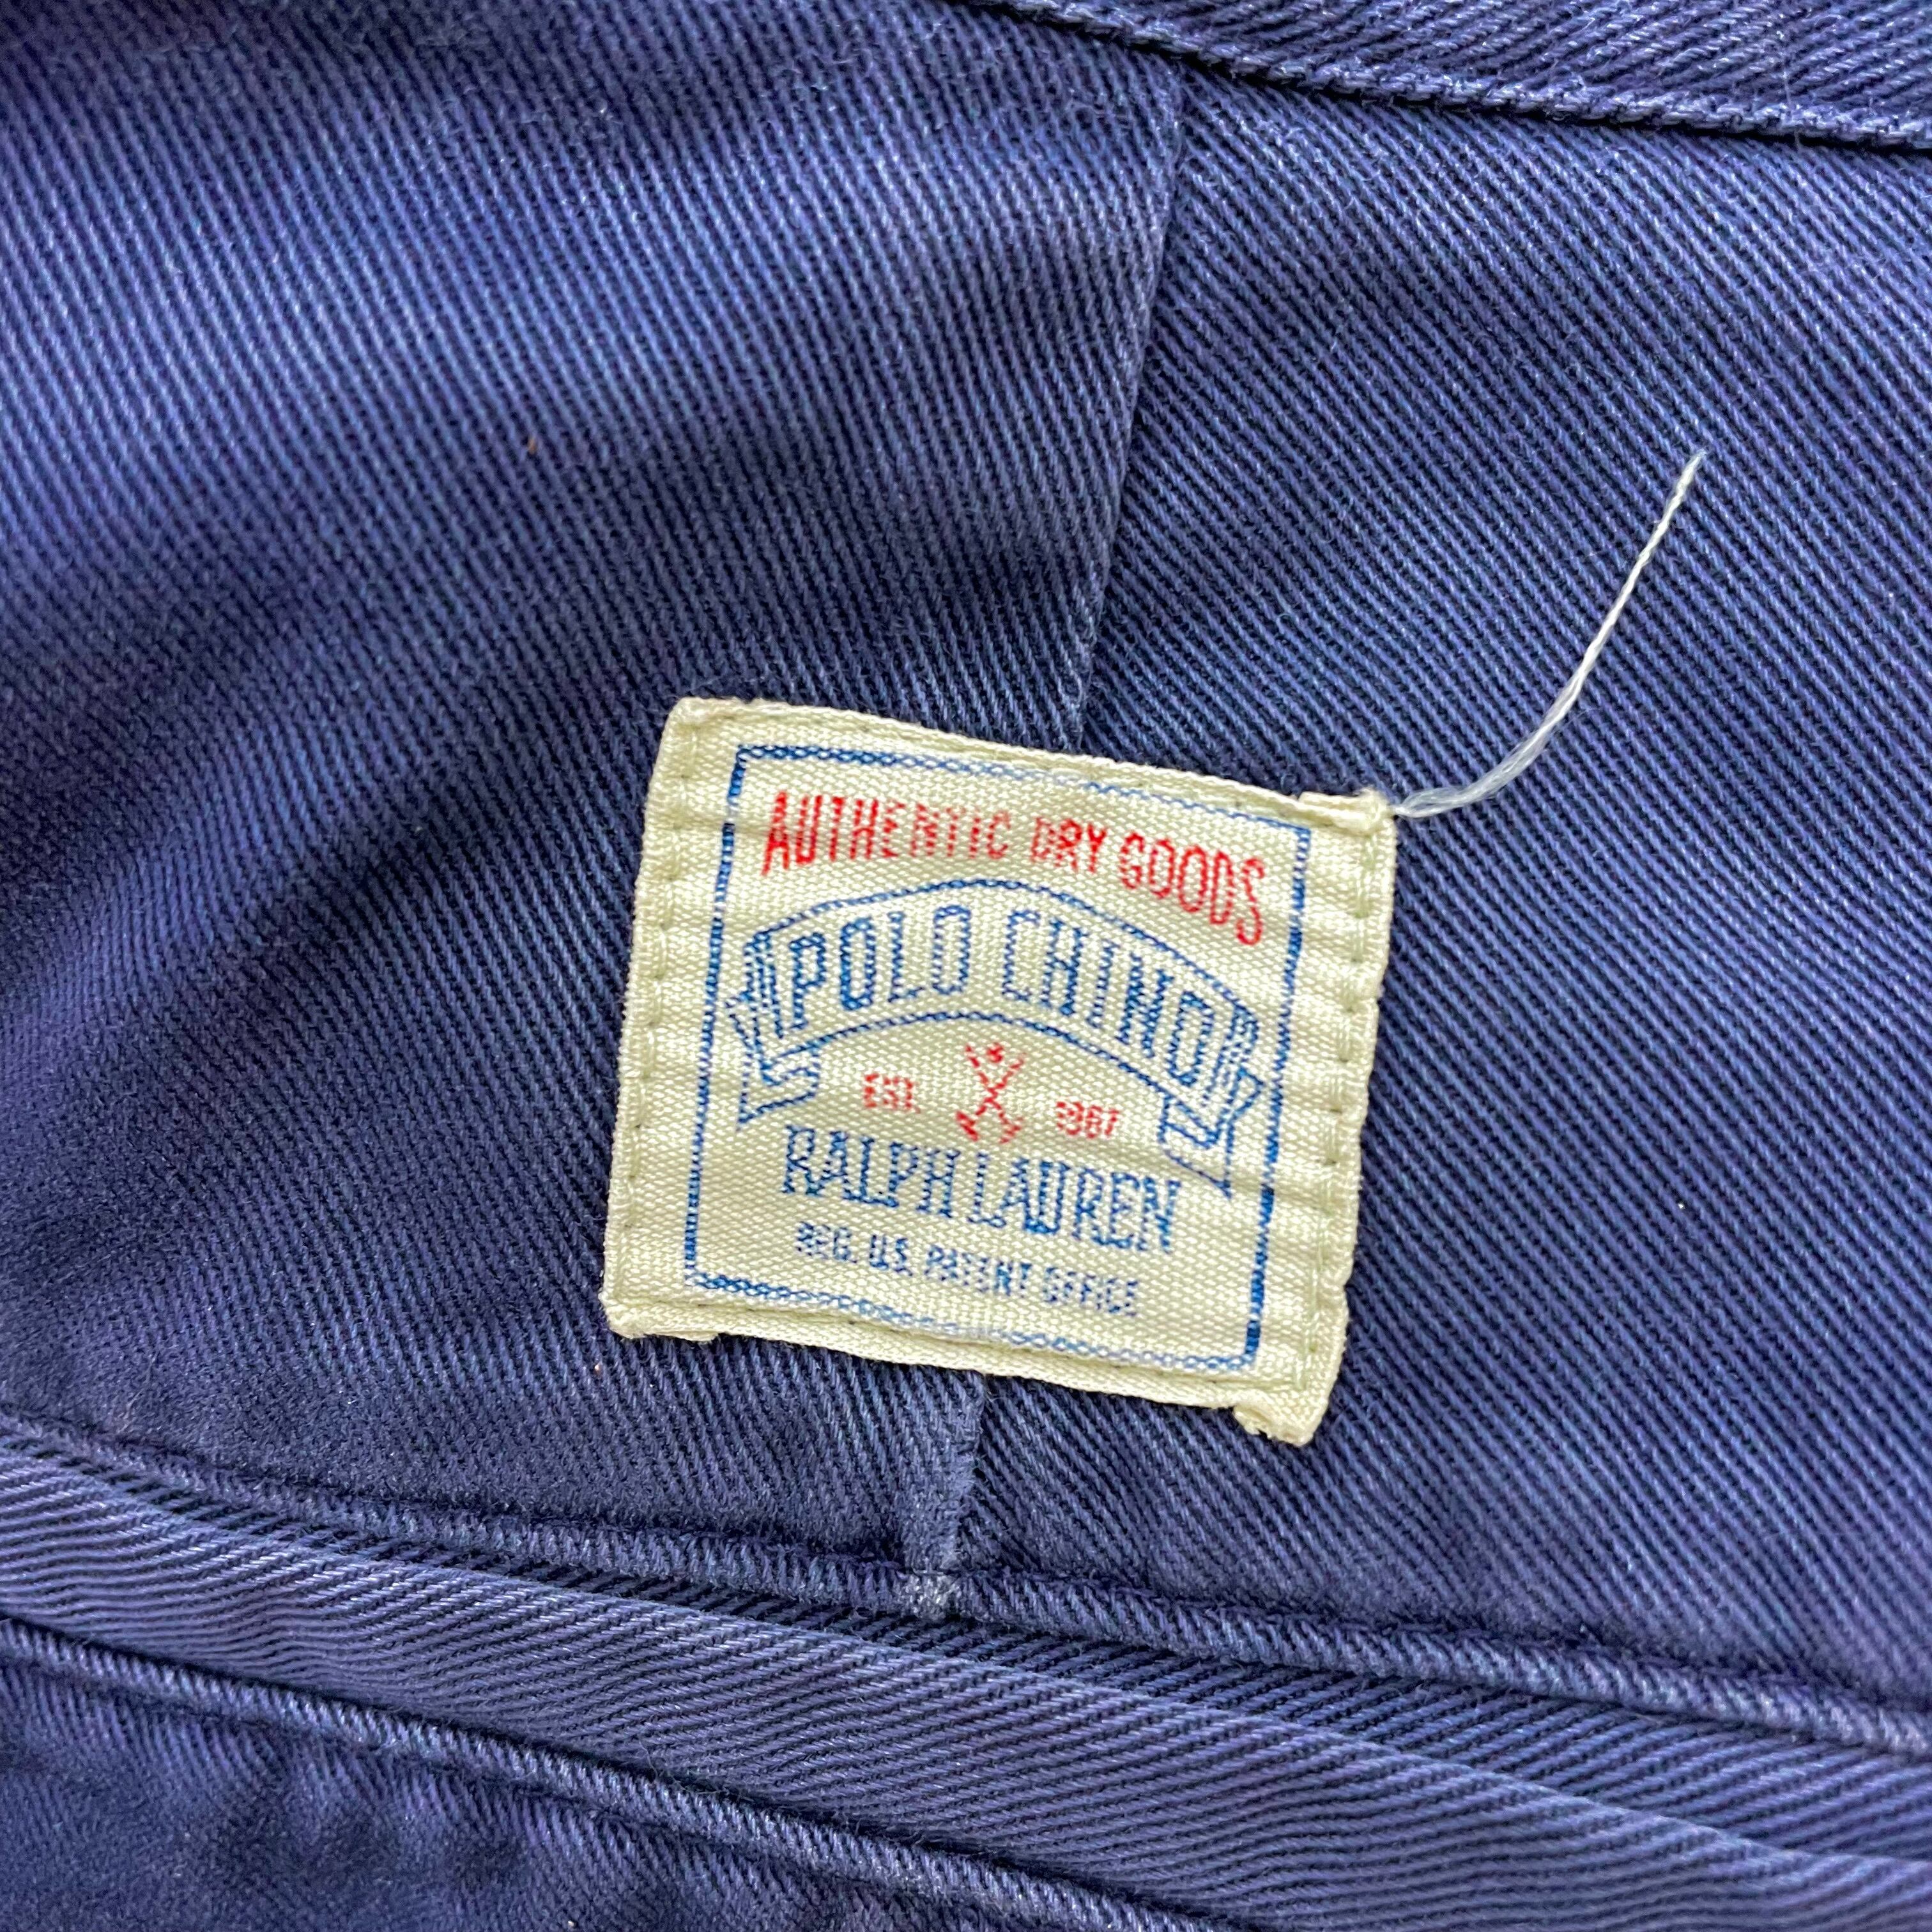 AUTHENTIC DRY GOODS
POLO CHINO
EST. 1967
RALPH LAUREN
REG. U.S. PATENT OFFICE